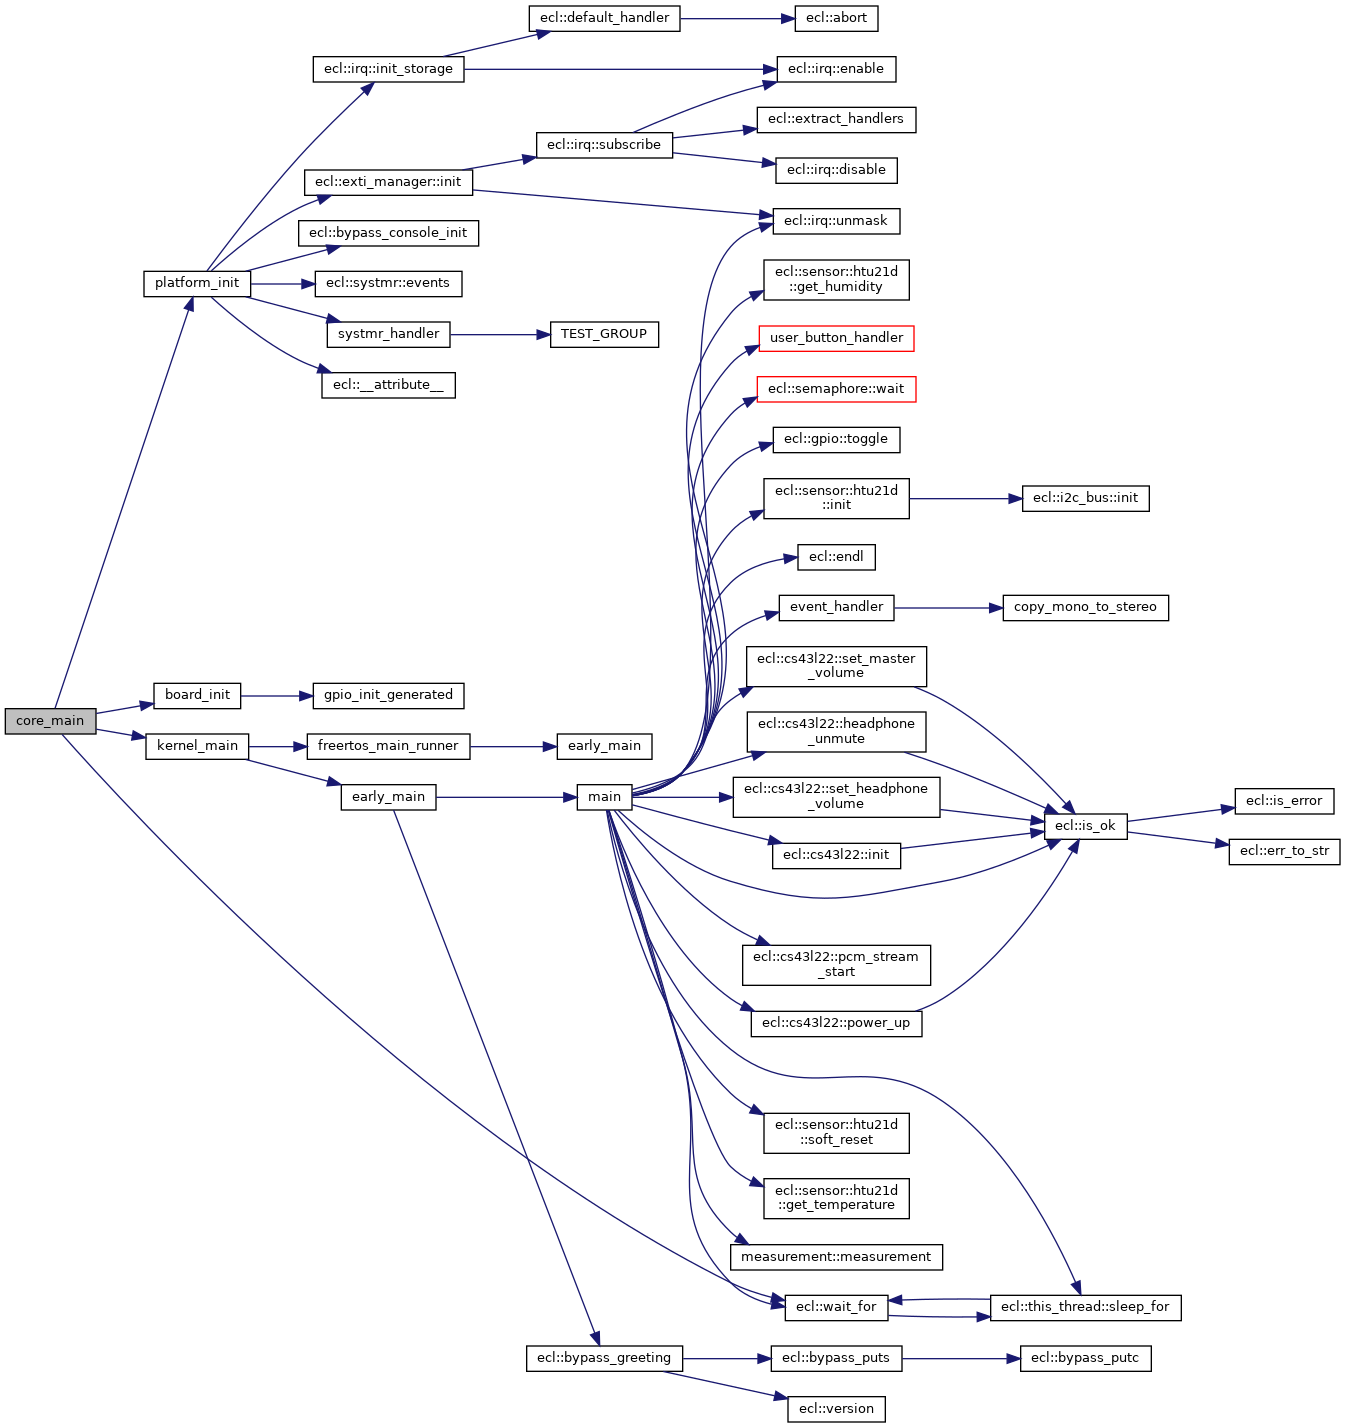 ecl::default_handler
ecl::abort
ecl::irq::init_storage
ecl::irq::enable
ecl::extract_handlers
ecl::irq::subscribe
ecl::irq::disable
ecl::exti_manager::init
ecl::irq::unmask
ecl::bypass_console_init
ecl::sensor::htu21d
::get_humidity
platform_init
ecl::systmr::events
systmr_handler
TEST_GROUP
user_button_handler
ecl::__attribute__
ecl::semaphore::wait
ecl::gpio::toggle
ecl::sensor::htu21d
::init
ecl::i2c_bus::init
ecl::endl
event_handler
copy_mono_to_stereo
ecl::cs43l22::set_master
_volume
board_init
gpio_init_generated
core_main
ecl::cs43l22::headphone
_unmute
kernel_main
freertos_main_runner
early_main
early_main
main
ecl::cs43l22::set_headphone
_volume
ecl::is_error
ecl::is_ok
ecl::cs43l22::init
ecl::err_to_str
ecl::cs43l22::pcm_stream
_start
ecl::cs43l22::power_up
ecl::sensor::htu21d
::soft_reset
ecl::sensor::htu21d
::get_temperature
measurement::measurement
ecl::wait_for
ecl::this_thread::sleep_for
ecl::bypass_greeting
ecl::bypass_puts
ecl::bypass_putc
ecl::version